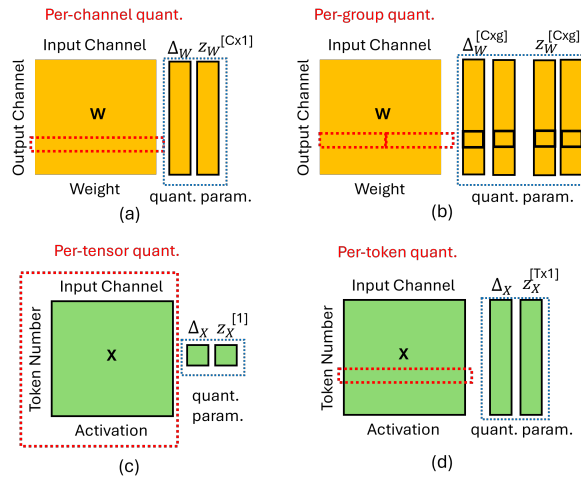 Per-channel quant.
Input Channel
Δ_W z_W^[Cx1]
Output Channel
W
Weight
quant. param.
(a)
Per-group quant.
Input Channel
Δ_W^[Cxg] z_W^[Cxg]
Output Channel
W
Weight
quant. param.
(b)
Per-tensor quant.
Input Channel
Δ_X z_X^[1]
Token Number
X
Activation
quant.
param.
(c)
Per-token quant.
Input Channel
Δ_X z_X^[Tx1]
Token Number
X
Activation
quant. param.
(d)